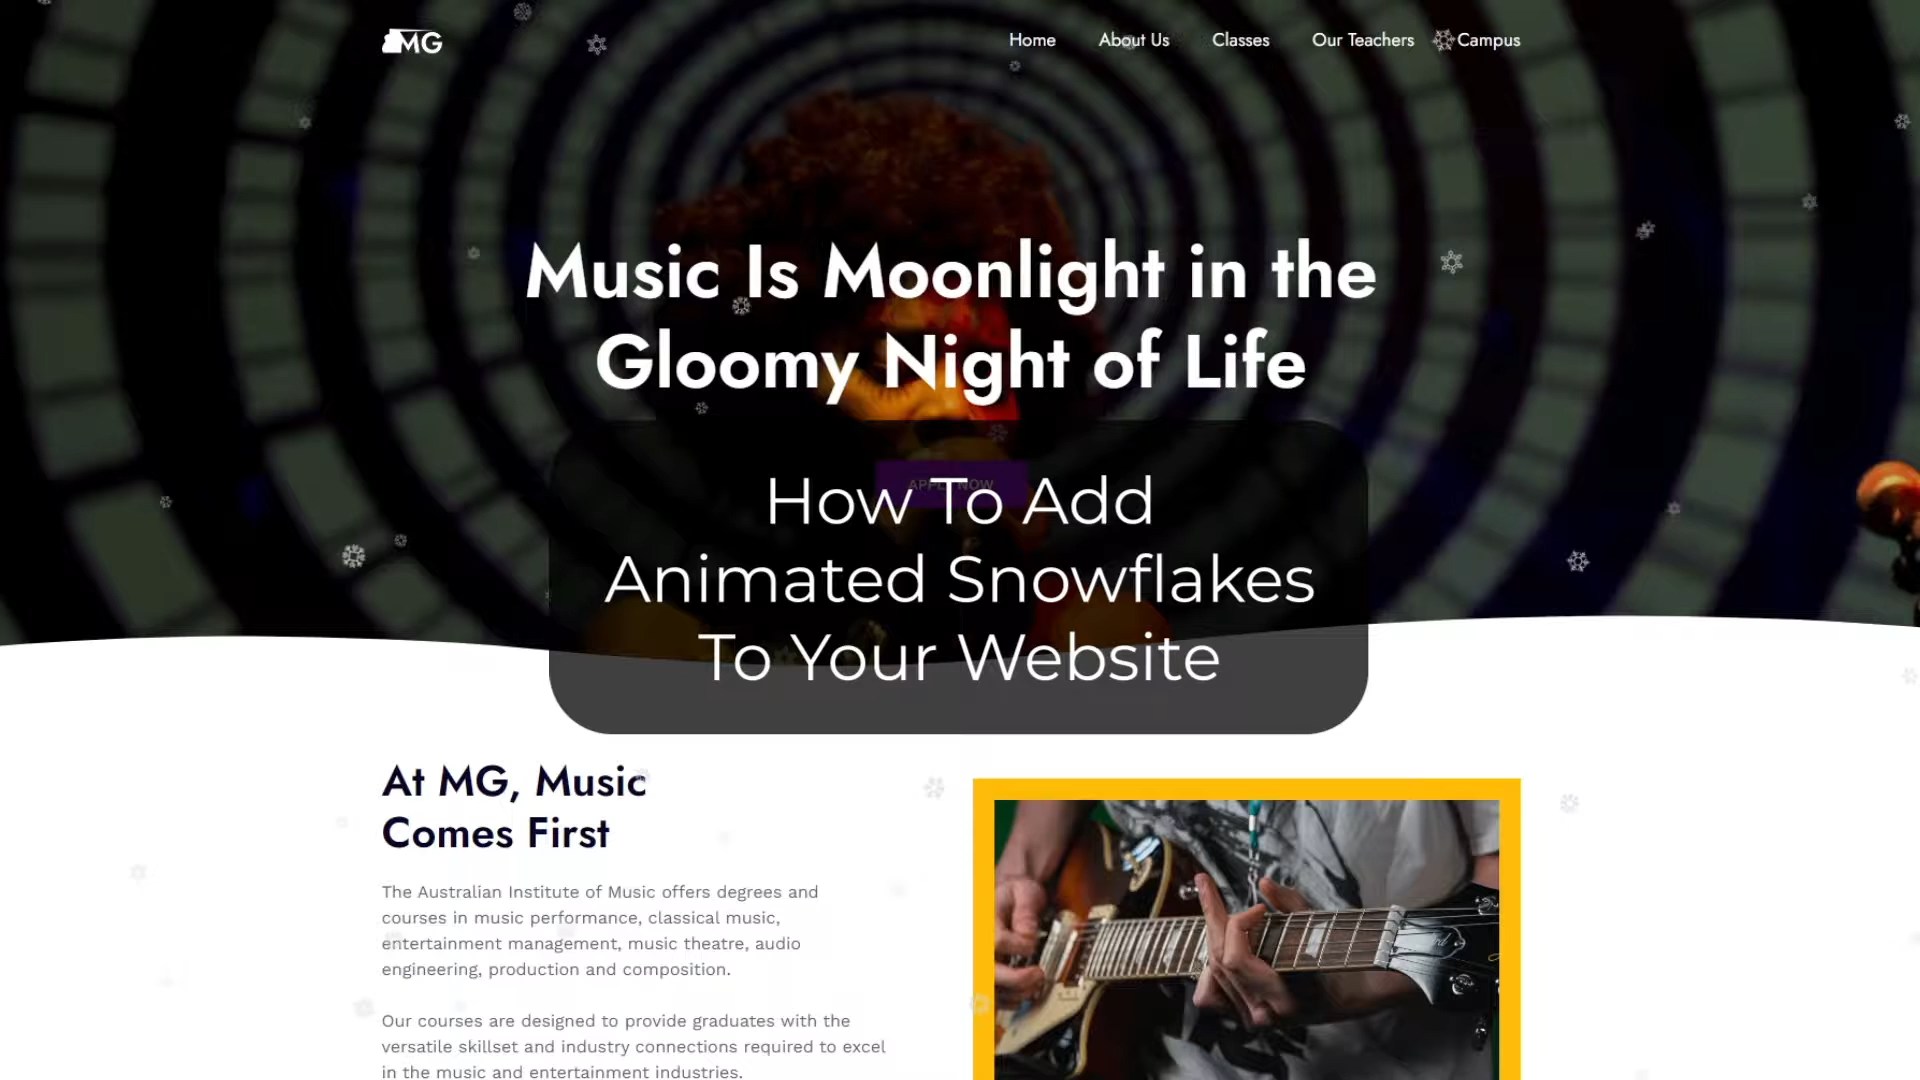 MG
Home About Us Classes Our Teachers Campus
Music Is Moonlight in the
Gloomy Night of Life
APPLY NOW
How To Add
Animated Snowflakes
To Your Website
At MG, Music
Comes First
The Australian Institute of Music offers degrees and
courses in music performance, classical music,
entertainment management, music theatre, audio
engineering, production and composition.
Our courses are designed to provide graduates with the
versatile skillset and industry connections required to excel
in the music and entertainment industries.